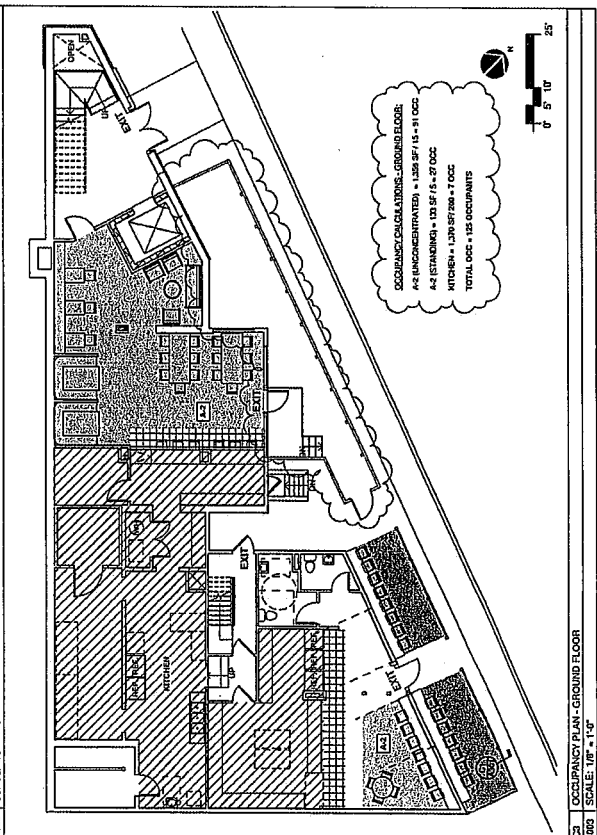 OPEN
UP
EXIT
N
0' 5' 10' 25'
OCCUPANCY CALCULATIONS - GROUND FLOOR:
A-2 (UNCONCENTRATED) = 1,359 SF / 15 = 91 OCC
A-2 (STANDING) = 133 SF / 5 = 27 OCC
KITCHEN = 1,370 SF/ 200 = 7 OCC
TOTAL OCC = 125 OCCUPANTS
A-2
EXIT
KITCHEN
UP
EXIT
A-2
EXIT
OCCUPANCY PLAN - GROUND FLOOR
SCALE: 1/8" = 1'-0"